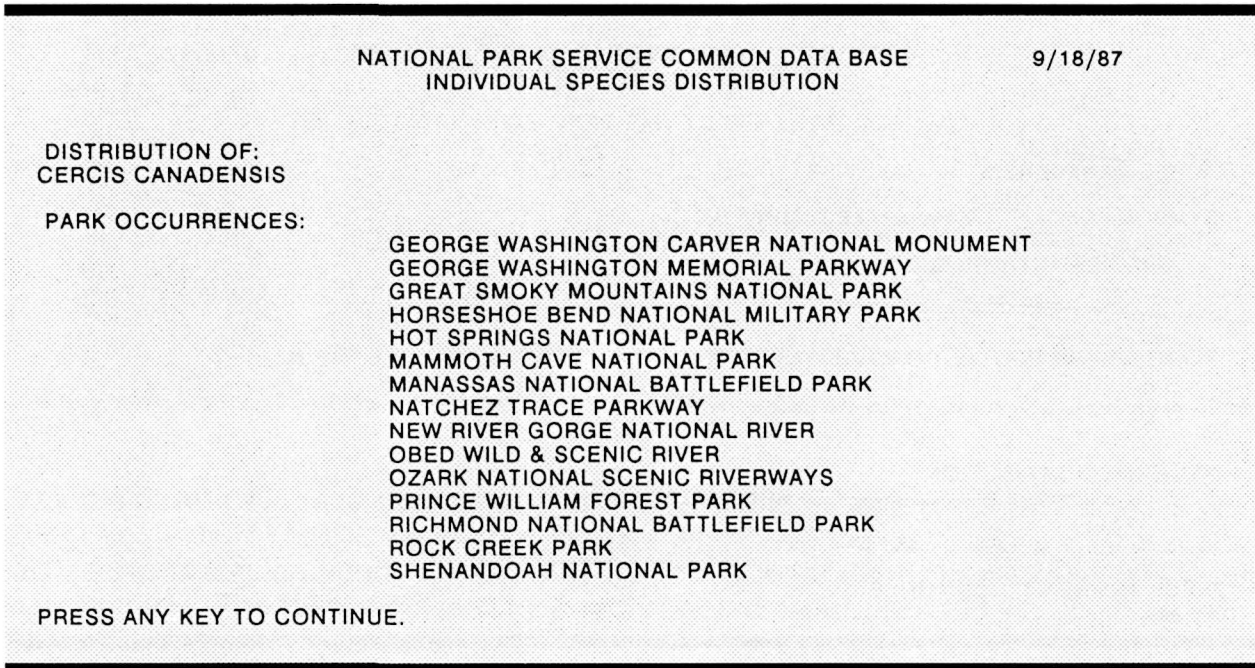 NATIONAL PARK SERVICE COMMON DATA BASE 9/18/87
INDIVIDUAL SPECIES DISTRIBUTION
DISTRIBUTION OF:
CERCIS CANADENSIS
PARK OCCURRENCES:
GEORGE WASHINGTON CARVER NATIONAL MONUMENT
GEORGE WASHINGTON MEMORIAL PARKWAY
GREAT SMOKY MOUNTAINS NATIONAL PARK
HORSESHOE BEND NATIONAL MILITARY PARK
HOT SPRINGS NATIONAL PARK
MAMMOTH CAVE NATIONAL PARK
MANASSAS NATIONAL BATTLEFIELD PARK
NATCHEZ TRACE PARKWAY
NEW RIVER GORGE NATIONAL RIVER
OBED WILD & SCENIC RIVER
OZARK NATIONAL SCENIC RIVERWAYS
PRINCE WILLIAM FOREST PARK
RICHMOND NATIONAL BATTLEFIELD PARK
ROCK CREEK PARK
SHENANDOAH NATIONAL PARK
PRESS ANY KEY TO CONTINUE.